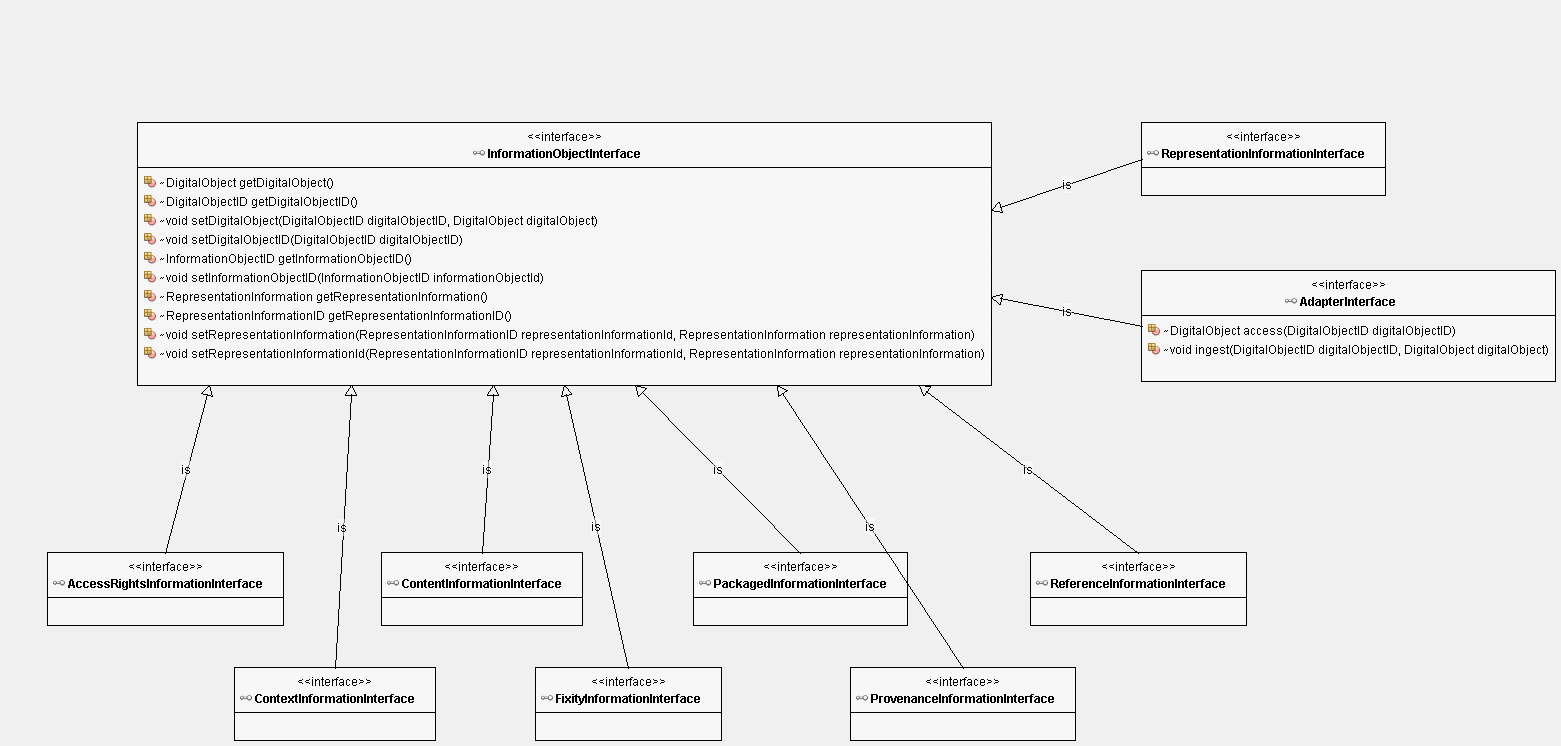 <<interface>>
InformationObjectInterface
~DigitalObject getDigitalObject()
~DigitalObjectID getDigitalObjectID()
~void setDigitalObject(DigitalObjectID digitalObjectID, DigitalObject digitalObject)
~void setDigitalObjectID(DigitalObjectID digitalObjectID)
~InformationObjectID getInformationObjectID()
~void setInformationObjectID(InformationObjectID informationObjectId)
~RepresentationInformation getRepresentationInformation()
~RepresentationInformationID getRepresentationInformationID()
~void setRepresentationInformation(RepresentationInformationID representationInformationId, RepresentationInformation representationInformation)
~void setRepresentationInformationId(RepresentationInformationID representationInformationId, RepresentationInformation representationInformation)
<<interface>>
RepresentationInformationInterface
is
<<interface>>
AdapterInterface
~DigitalObject access(DigitalObjectID digitalObjectID)
~void ingest(DigitalObjectID digitalObjectID, DigitalObject digitalObject)
is
is
is
is
is
is
is
is
<<interface>>
AccessRightsInformationInterface
<<interface>>
ContentInformationInterface
<<interface>>
PackagedInformationInterface
<<interface>>
ReferenceInformationInterface
<<interface>>
ContextInformationInterface
<<interface>>
FixityInformationInterface
<<interface>>
ProvenanceInformationInterface